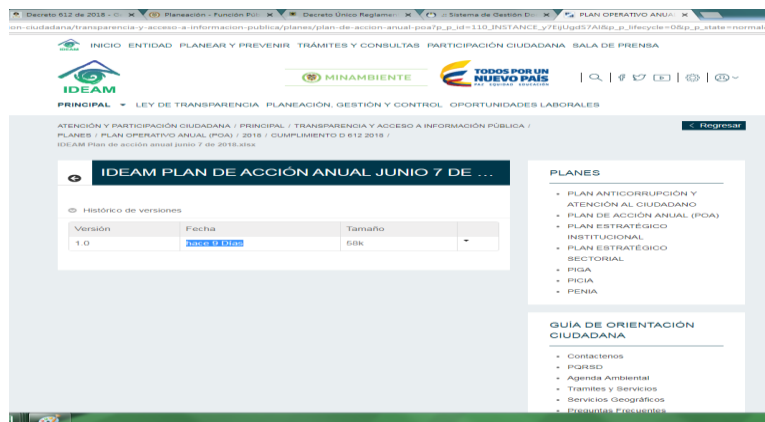 Decreto 612 de 2018 - G
Planeación - Función Púb
Decreto Único Reglamen
:: Sistema de Gestión Do
PLAN OPERATIVO ANUA
on-ciudadana/transparencia-y-acceso-a-informacion-publica/planes/plan-de-accion-anual-poa?p_p_id=110_INSTANCE_y7EijUgdS7AI&p_p_lifecycle=0&p_p_state=normal
IDEAM
INICIO ENTIDAD PLANEAR Y PREVENIR TRÁMITES Y CONSULTAS PARTICIPACIÓN CIUDADANA SALA DE PRENSA
IDEAM
MINAMBIENTE
TODOS POR UN
NUEVO PAÍS
PAZ EQUIDAD EDUCACIÓN
PRINCIPAL LEY DE TRANSPARENCIA PLANEACIÓN, GESTIÓN Y CONTROL OPORTUNIDADES LABORALES
ATENCIÓN Y PARTICIPACIÓN CIUDADANA / PRINCIPAL / TRANSPARENCIA Y ACCESO A INFORMACIÓN PÚBLICA /
PLANES / PLAN OPERATIVO ANUAL (POA) / 2018 / CUMPLIMIENTO D 612 2018 /
IDEAM Plan de acción anual junio 7 de 2018.xlsx
< Regresar
IDEAM PLAN DE ACCIÓN ANUAL JUNIO 7 DE ...
Histórico de versiones
Versión Fecha Tamaño
1.0 hace 9 Días 58k
PLANES
PLAN ANTICORRUPCIÓN Y
ATENCIÓN AL CIUDADANO
PLAN DE ACCIÓN ANUAL (POA)
PLAN ESTRATÉGICO
INSTITUCIONAL
PLAN ESTRATÉGICO
SECTORIAL
PIGA
PICIA
PENIA
GUÍA DE ORIENTACIÓN
CIUDADANA
Contáctenos
PQRSD
Agenda Ambiental
Tramites y Servicios
Servicios Geográficos
Preguntas Frecuentes